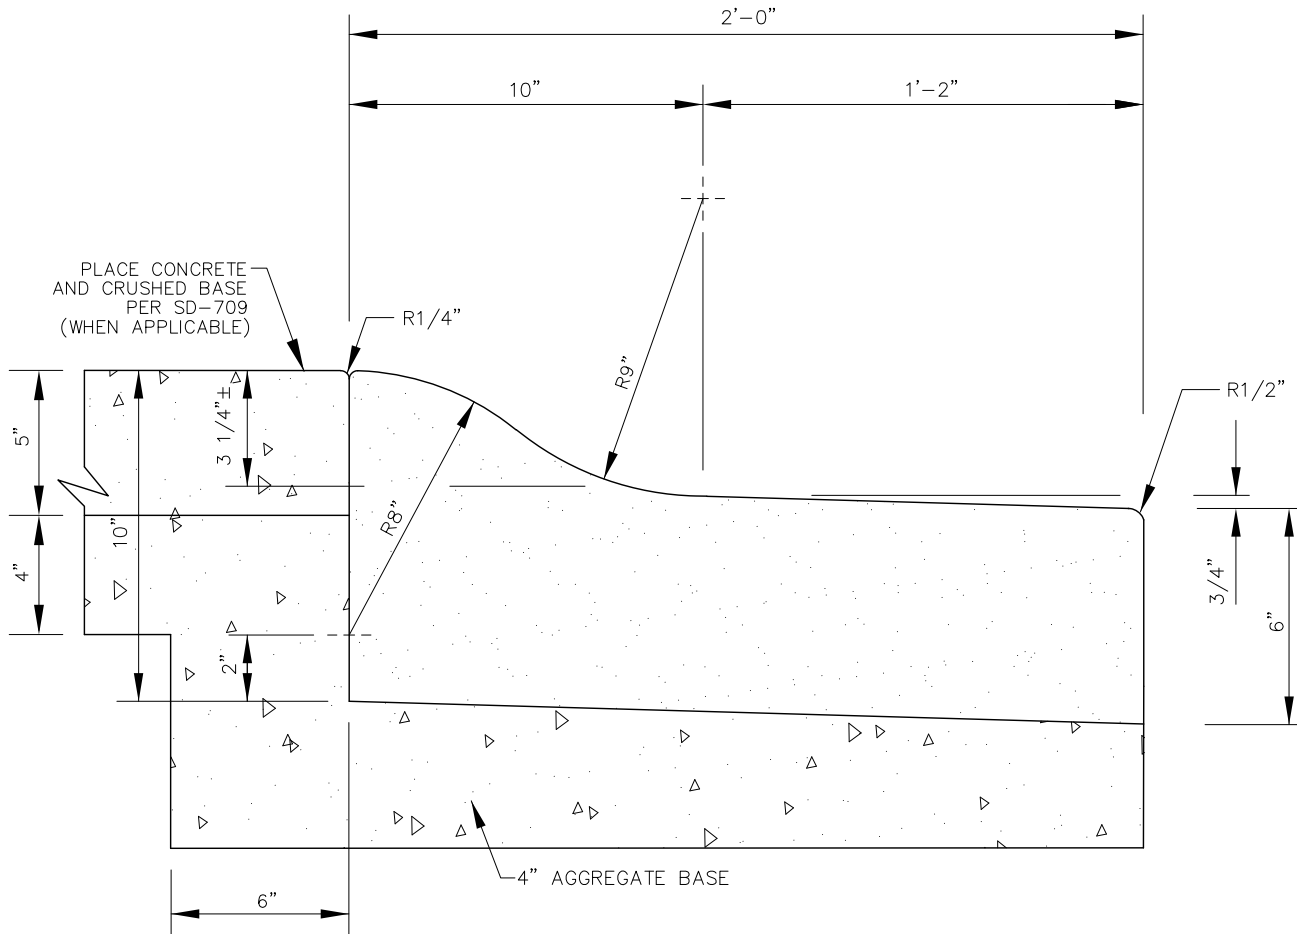 2'-0"
10"
1'-2"
PLACE CONCRETE
AND CRUSHED BASE
PER SD-709
(WHEN APPLICABLE)
R1/4"
R9"
R1/2"
5"
3 1/4"±
R8"
10"
4"
3/4"
6"
2"
4" AGGREGATE BASE
6"